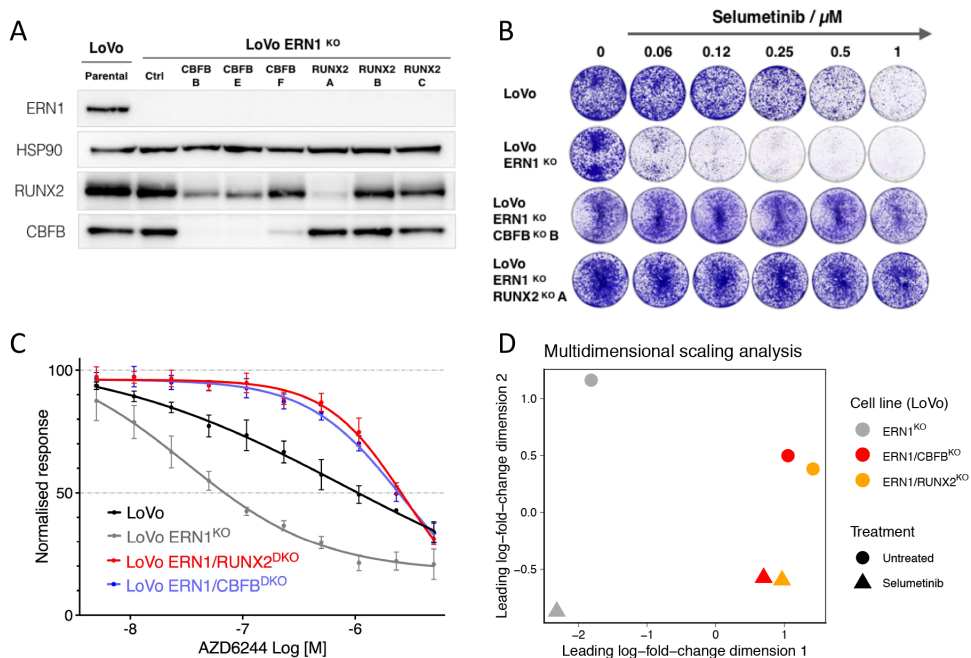 A
LoVo
LoVo ERN1 KO
Parental
Ctrl
CBFB B
CBFB E
CBFB F
RUNX2 A
RUNX2 B
RUNX2 C
ERN1
HSP90
RUNX2
CBFB
B
Selumetinib / µM
0 0.06 0.12 0.25 0.5 1
LoVo
LoVo
ERN1 KO
LoVo
ERN1 KO
CBFB KO B
LoVo
ERN1 KO
RUNX2 KO A
C
Normalised response
100
50
0
LoVo
LoVo ERN1KO
LoVo ERN1/RUNX2DKO
LoVo ERN1/CBFBDKO
-8 -7 -6
AZD6244 Log [M]
D
Multidimensional scaling analysis
Leading log−fold−change dimension 2
1.0
0.5
0.0
−0.5
−2 −1 0 1
Leading log−fold−change dimension 1
Cell line (LoVo)
ERN1KO
ERN1/CBFBKO
ERN1/RUNX2KO
Treatment
Untreated
Selumetinib